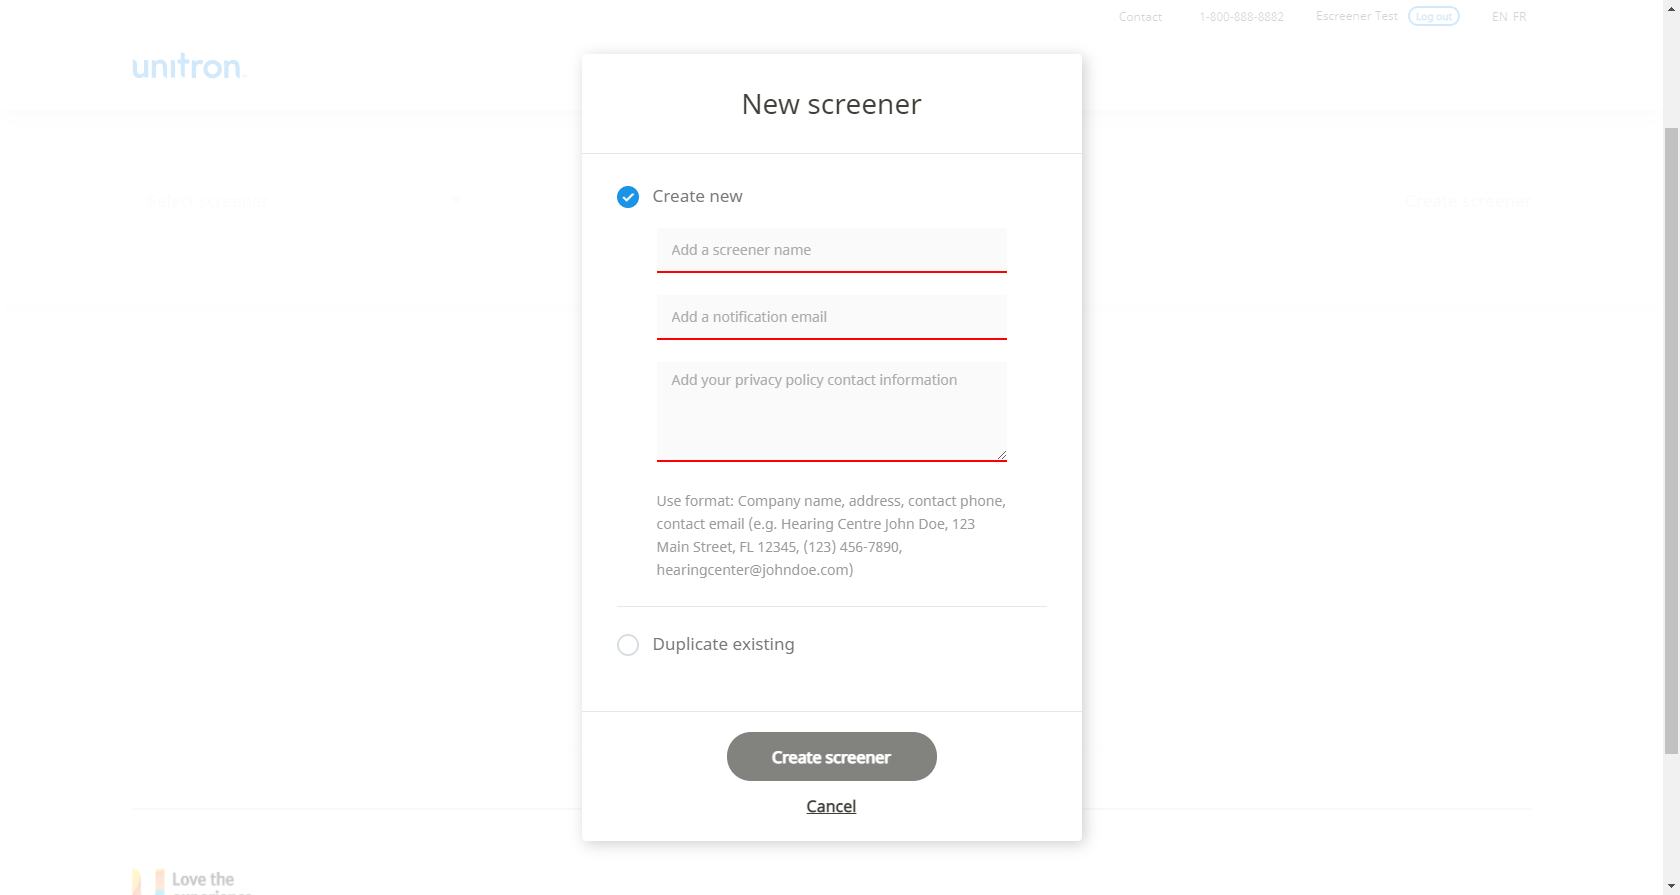 Contact 1-800-888-8882 Escreener Test Log out EN FR
unitron
New screener
Select screener
Create screener
Create new
Add a screener name
Add a notification email
Add your privacy policy contact information
Use format: Company name, address, contact phone,
contact email (e.g. Hearing Centre John Doe, 123
Main Street, FL 12345, (123) 456-7890,
hearingcenter@johndoe.com)
Duplicate existing
Create screener
Cancel
Love the
experience